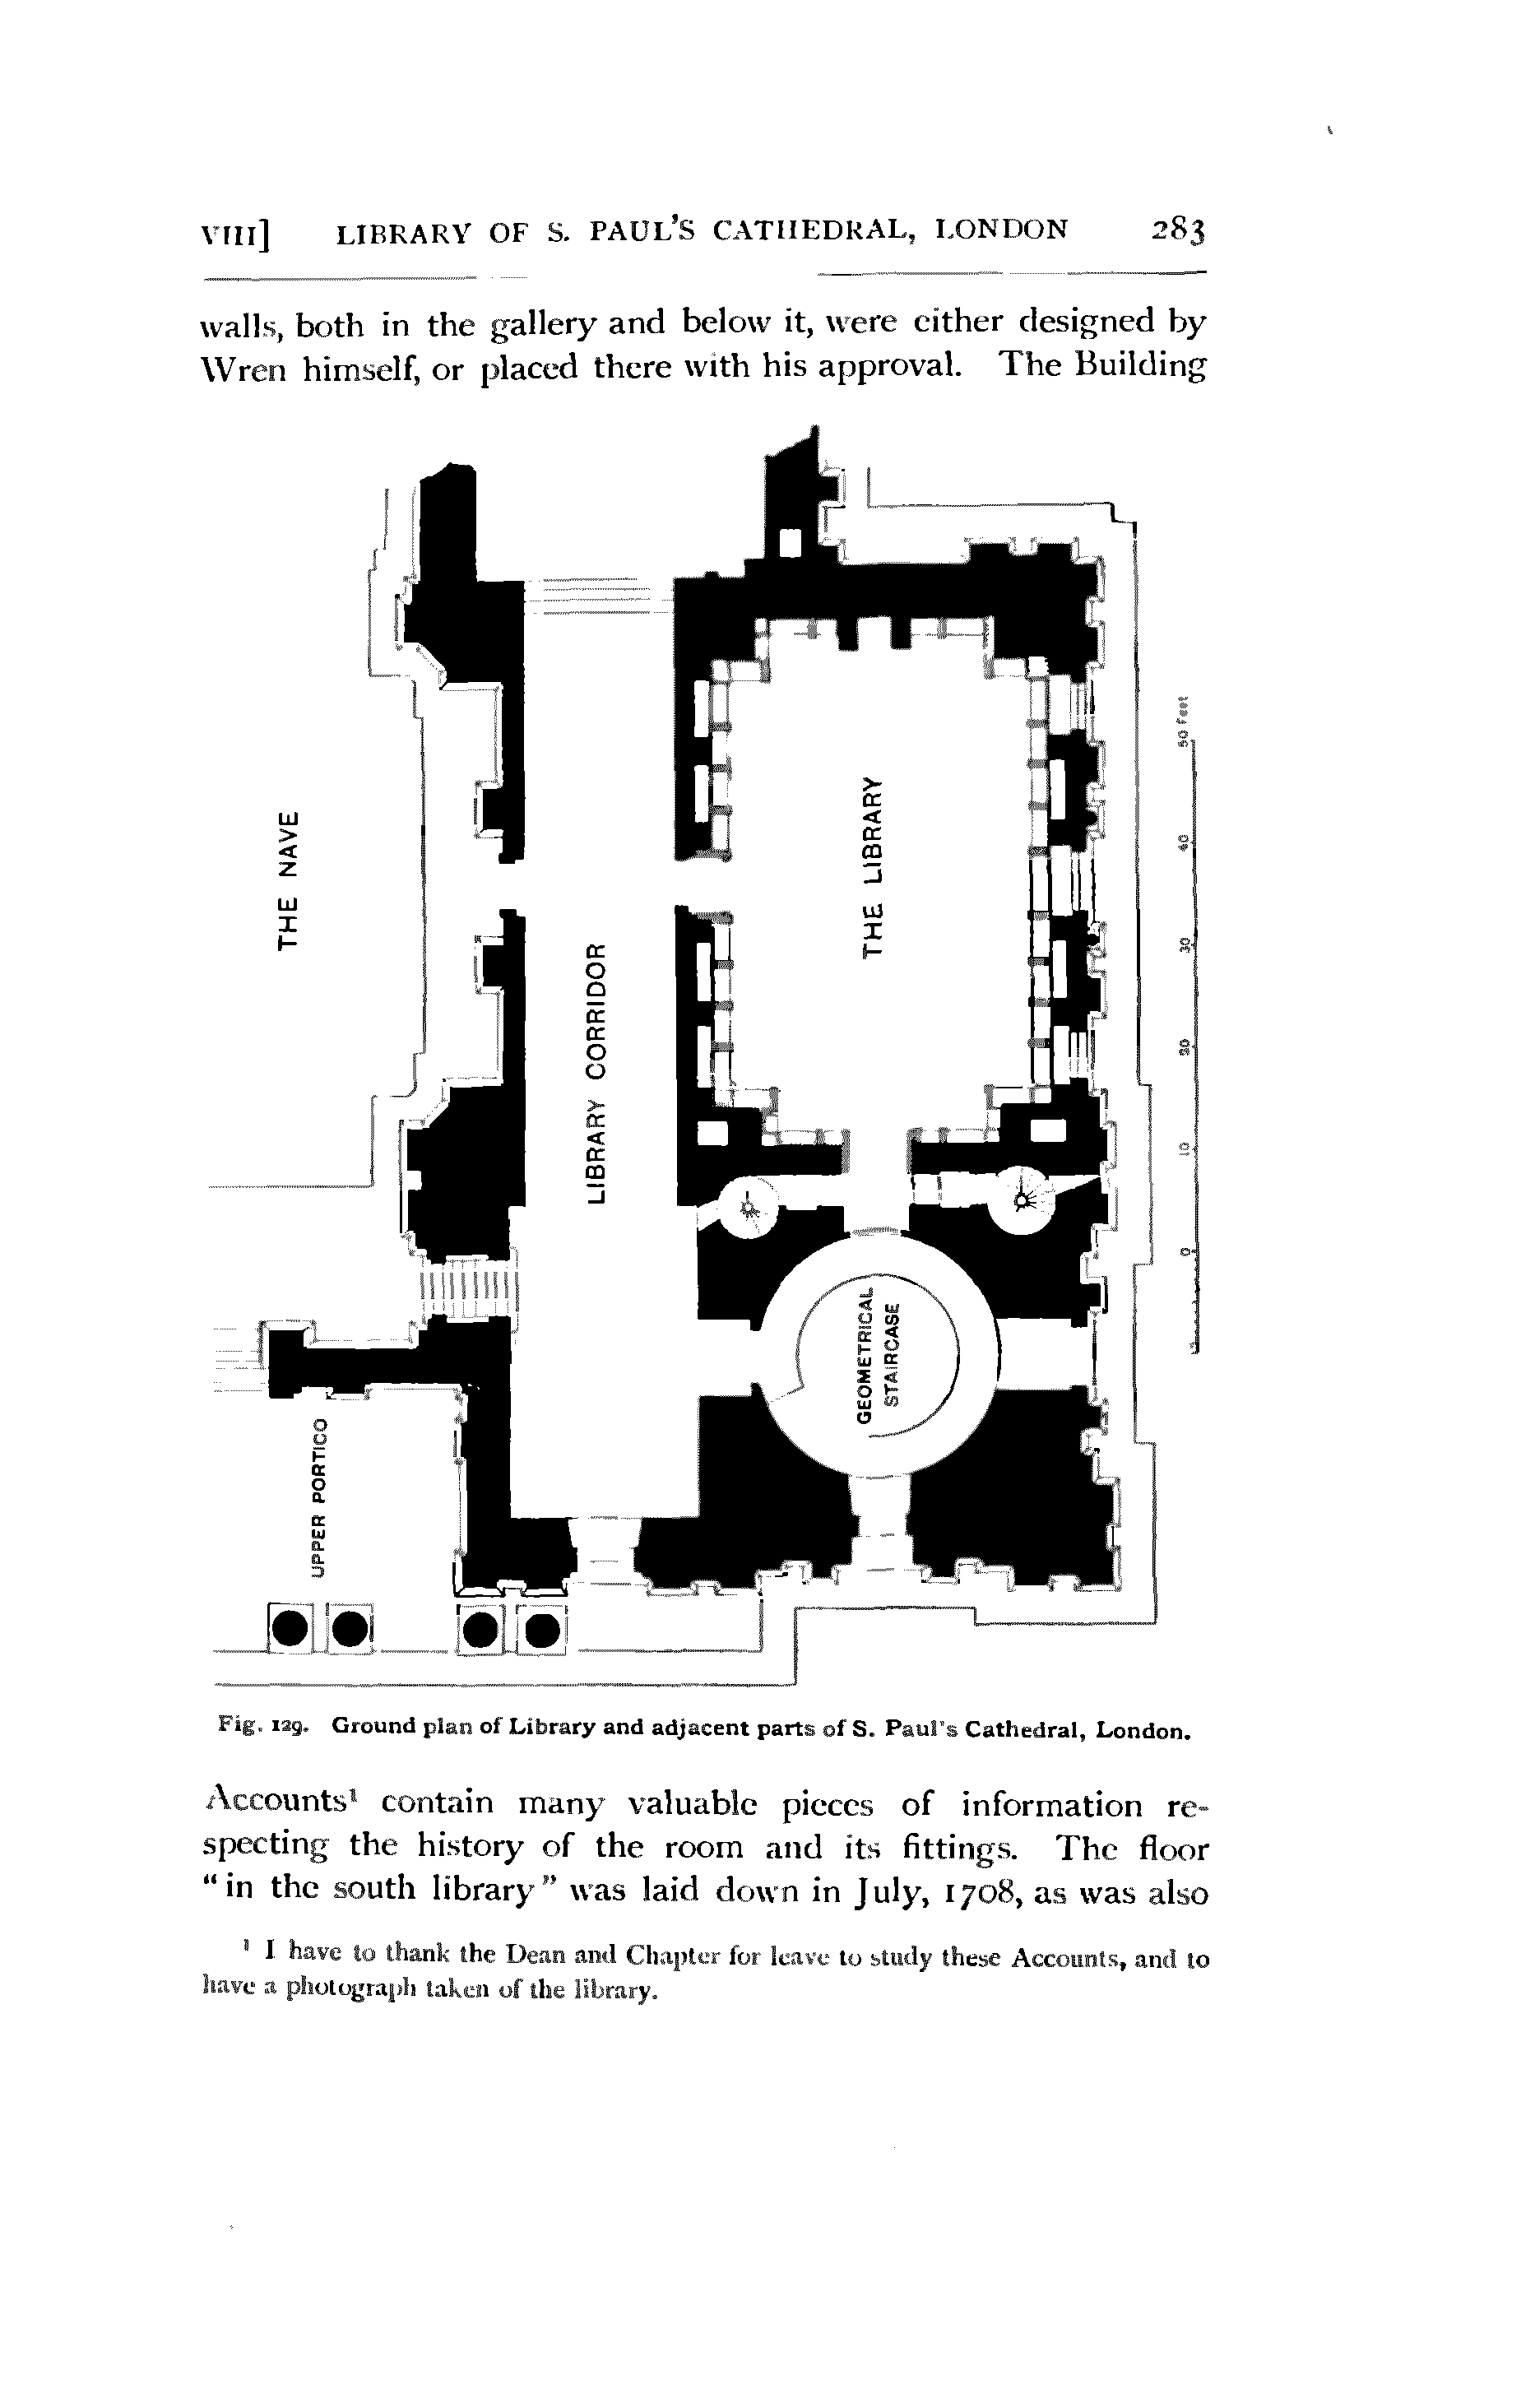 VIII] LIBRARY OF S. PAUL'S CATHEDRAL, LONDON 283
walls, both in the gallery and below it, were either designed by
Wren himself, or placed there with his approval. The Building
THE NAVE
LIBRARY CORRIDOR
THE LIBRARY
GEOMETRICAL
STAIRCASE
UPPER PORTICO
50 Feet
40
30
20
10
0
Fig. 129. Ground plan of Library and adjacent parts of S. Paul's Cathedral, London.
Accounts¹ contain many valuable pieces of information re-
specting the history of the room and its fittings. The floor
"in the south library" was laid down in July, 1708, as was also
¹ I have to thank the Dean and Chapter for leave to study these Accounts, and to
have a photograph taken of the library.